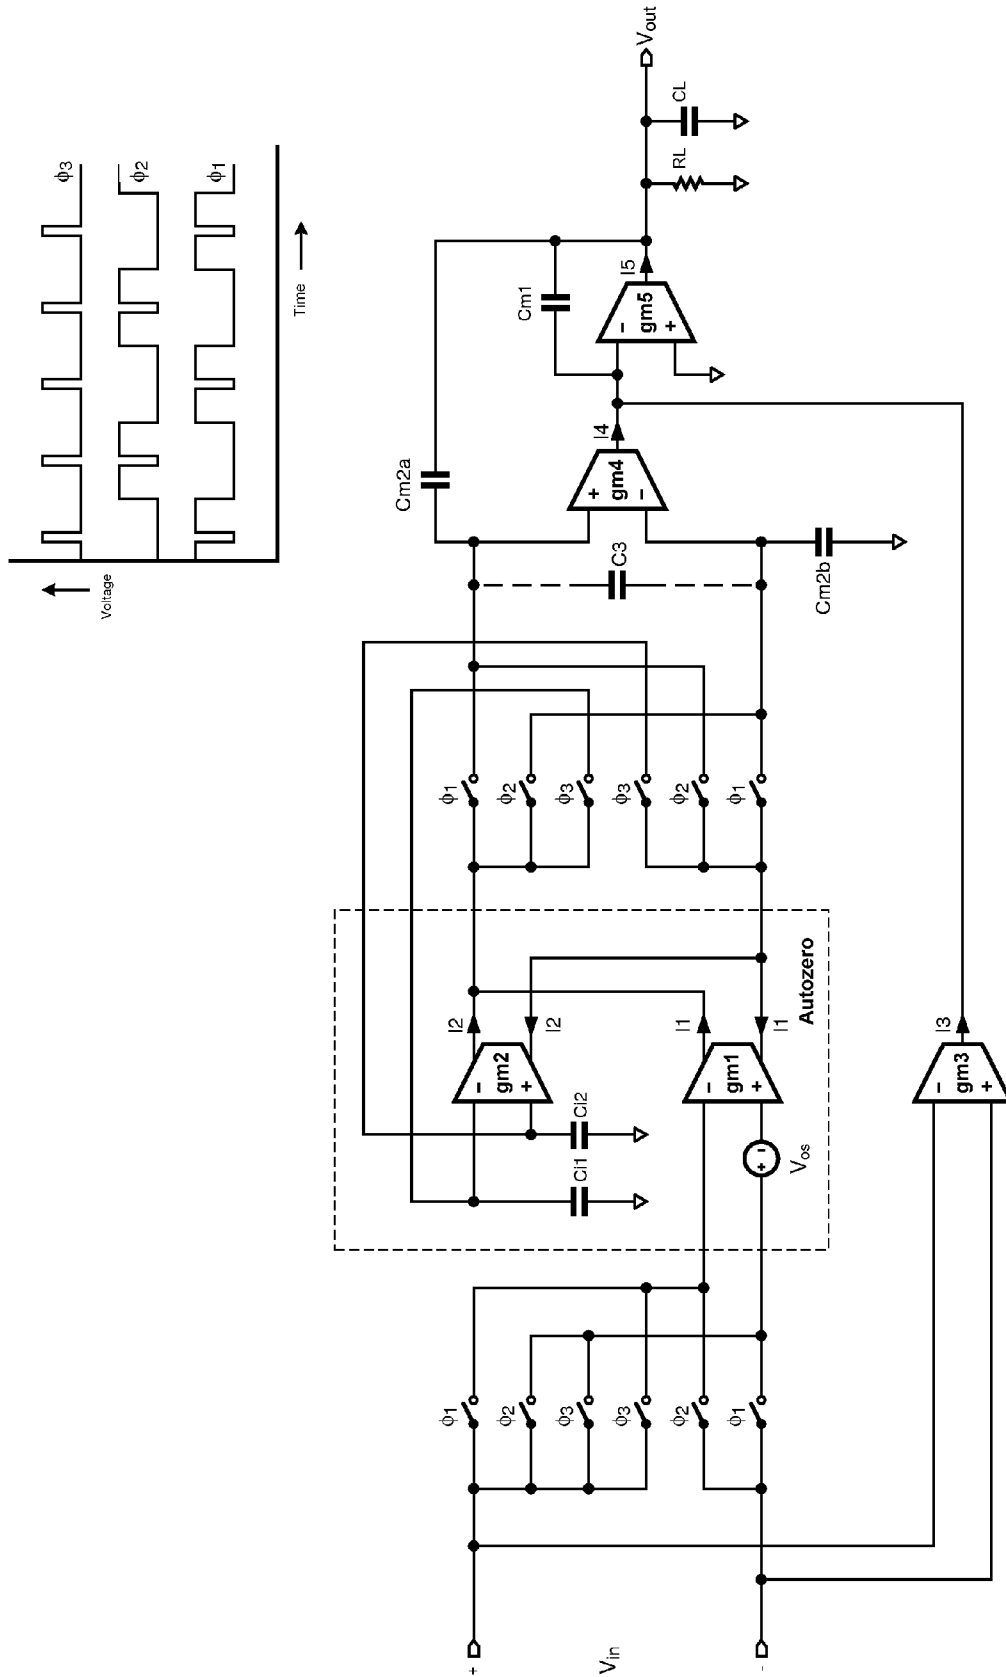 Voltage
Time
ϕ3
ϕ2
ϕ1
+
Vin
-
ϕ1
ϕ2
ϕ3
ϕ3
ϕ2
ϕ1
Vos
+ -
Ci1
Ci2
- gm2 +
I2
I2
- gm1 +
I1
I1
Autozero
- gm3 +
I3
ϕ1
ϕ2
ϕ3
ϕ3
ϕ2
ϕ1
C3
Cm2a
Cm2b
+ gm4 -
I4
Cm1
- gm5 +
I5
RL
CL
Vout